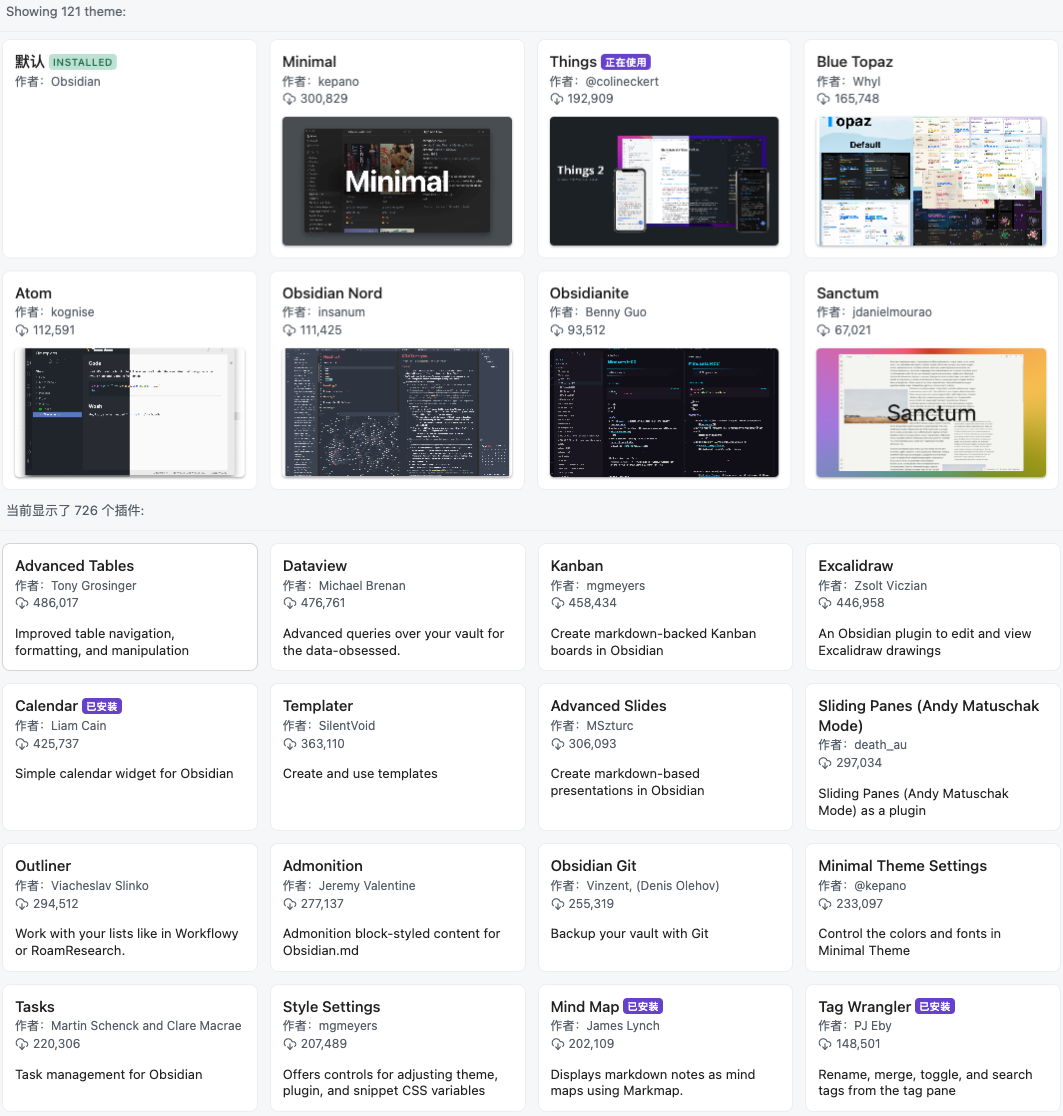 Showing 121 theme:
默认 INSTALLED
作者：Obsidian
Minimal
作者：kepano
300,829
Minimal
Things 正在使用
作者：@colineckert
192,909
Things 2
Blue Topaz
作者：Whyl
165,748
Topaz
Default
Atom
作者：kognise
112,591
Code
Wash
Obsidian Nord
作者：insanum
111,425
Obsidianite
作者：Benny Guo
93,512
Sanctum
作者：jdanielmourao
67,021
Sanctum
当前显示了 726 个插件:
Advanced Tables
作者：Tony Grosinger
486,017
Improved table navigation,
formatting, and manipulation
Dataview
作者：Michael Brenan
476,761
Advanced queries over your vault for
the data-obsessed.
Kanban
作者：mgmeyers
458,434
Create markdown-backed Kanban
boards in Obsidian
Excalidraw
作者：Zsolt Viczian
446,958
An Obsidian plugin to edit and view
Excalidraw drawings
Calendar 已安装
作者：Liam Cain
425,737
Simple calendar widget for Obsidian
Templater
作者：SilentVoid
363,110
Create and use templates
Advanced Slides
作者：MSzturc
306,093
Create markdown-based
presentations in Obsidian
Sliding Panes (Andy Matuschak
Mode)
作者：death_au
297,034
Sliding Panes (Andy Matuschak
Mode) as a plugin
Outliner
作者：Viacheslav Slinko
294,512
Work with your lists like in Workflowy
or RoamResearch.
Admonition
作者：Jeremy Valentine
277,137
Admonition block-styled content for
Obsidian.md
Obsidian Git
作者：Vinzent, (Denis Olehov)
255,319
Backup your vault with Git
Minimal Theme Settings
作者：@kepano
233,097
Control the colors and fonts in
Minimal Theme
Tasks
作者：Martin Schenck and Clare Macrae
220,306
Task management for Obsidian
Style Settings
作者：mgmeyers
207,489
Offers controls for adjusting theme,
plugin, and snippet CSS variables
Mind Map 已安装
作者：James Lynch
202,109
Displays markdown notes as mind
maps using Markmap.
Tag Wrangler 已安装
作者：PJ Eby
148,501
Rename, merge, toggle, and search
tags from the tag pane